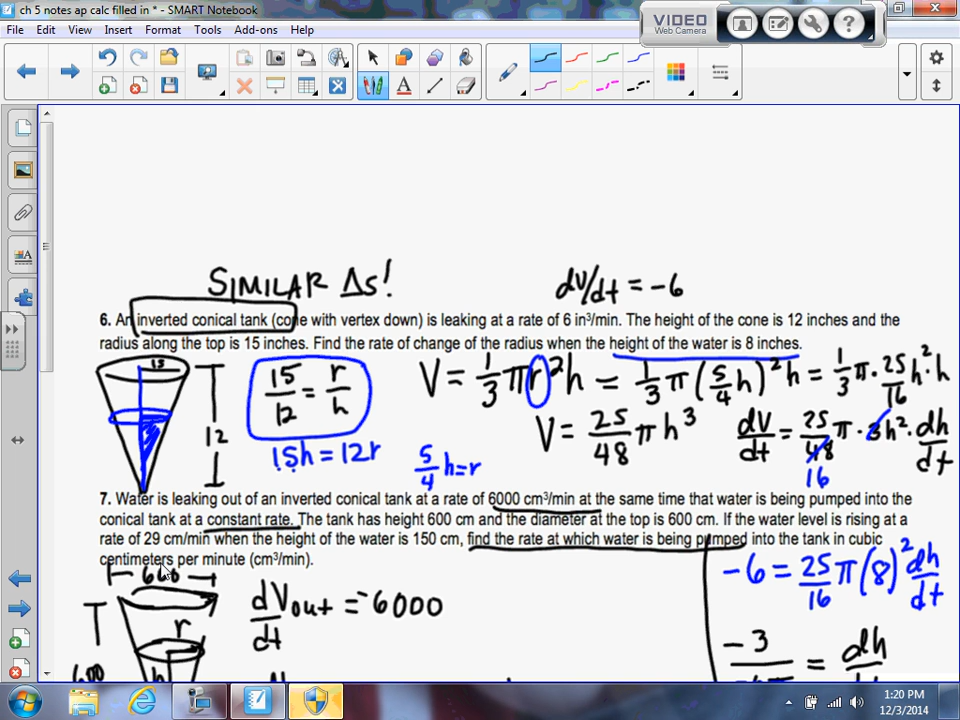 ch 5 notes ap calc filled in * - SMART Notebook
VIDEO
Web Camera
File Edit View Insert Format Tools Add-ons Help
SIMILAR Δs!
dv/dt = -6
6. An inverted conical tank (cone with vertex down) is leaking at a rate of 6 in³/min. The height of the cone is 12 inches and the
radius along the top is 15 inches. Find the rate of change of the radius when the height of the water is 8 inches.
15
12
15/12 = r/h
15h = 12r
5/4 h = r
V = 1/3 πr²h = 1/3 π(5/4 h)²h = 1/3 π · 25/16 h² · h
V = 25/48 πh³
dV/dt = 25/48 π · 3h² · dh/dt
16
7. Water is leaking out of an inverted conical tank at a rate of 6000 cm³/min at the same time that water is being pumped into the
conical tank at a constant rate. The tank has height 600 cm and the diameter at the top is 600 cm. If the water level is rising at a
rate of 29 cm/min when the height of the water is 150 cm, find the rate at which water is being pumped into the tank in cubic
centimeters per minute (cm³/min).
600
r
600
dV out/dt = -6000
-6 = 25/16 π(8)² dh/dt
-3
= dh
1:20 PM
12/3/2014